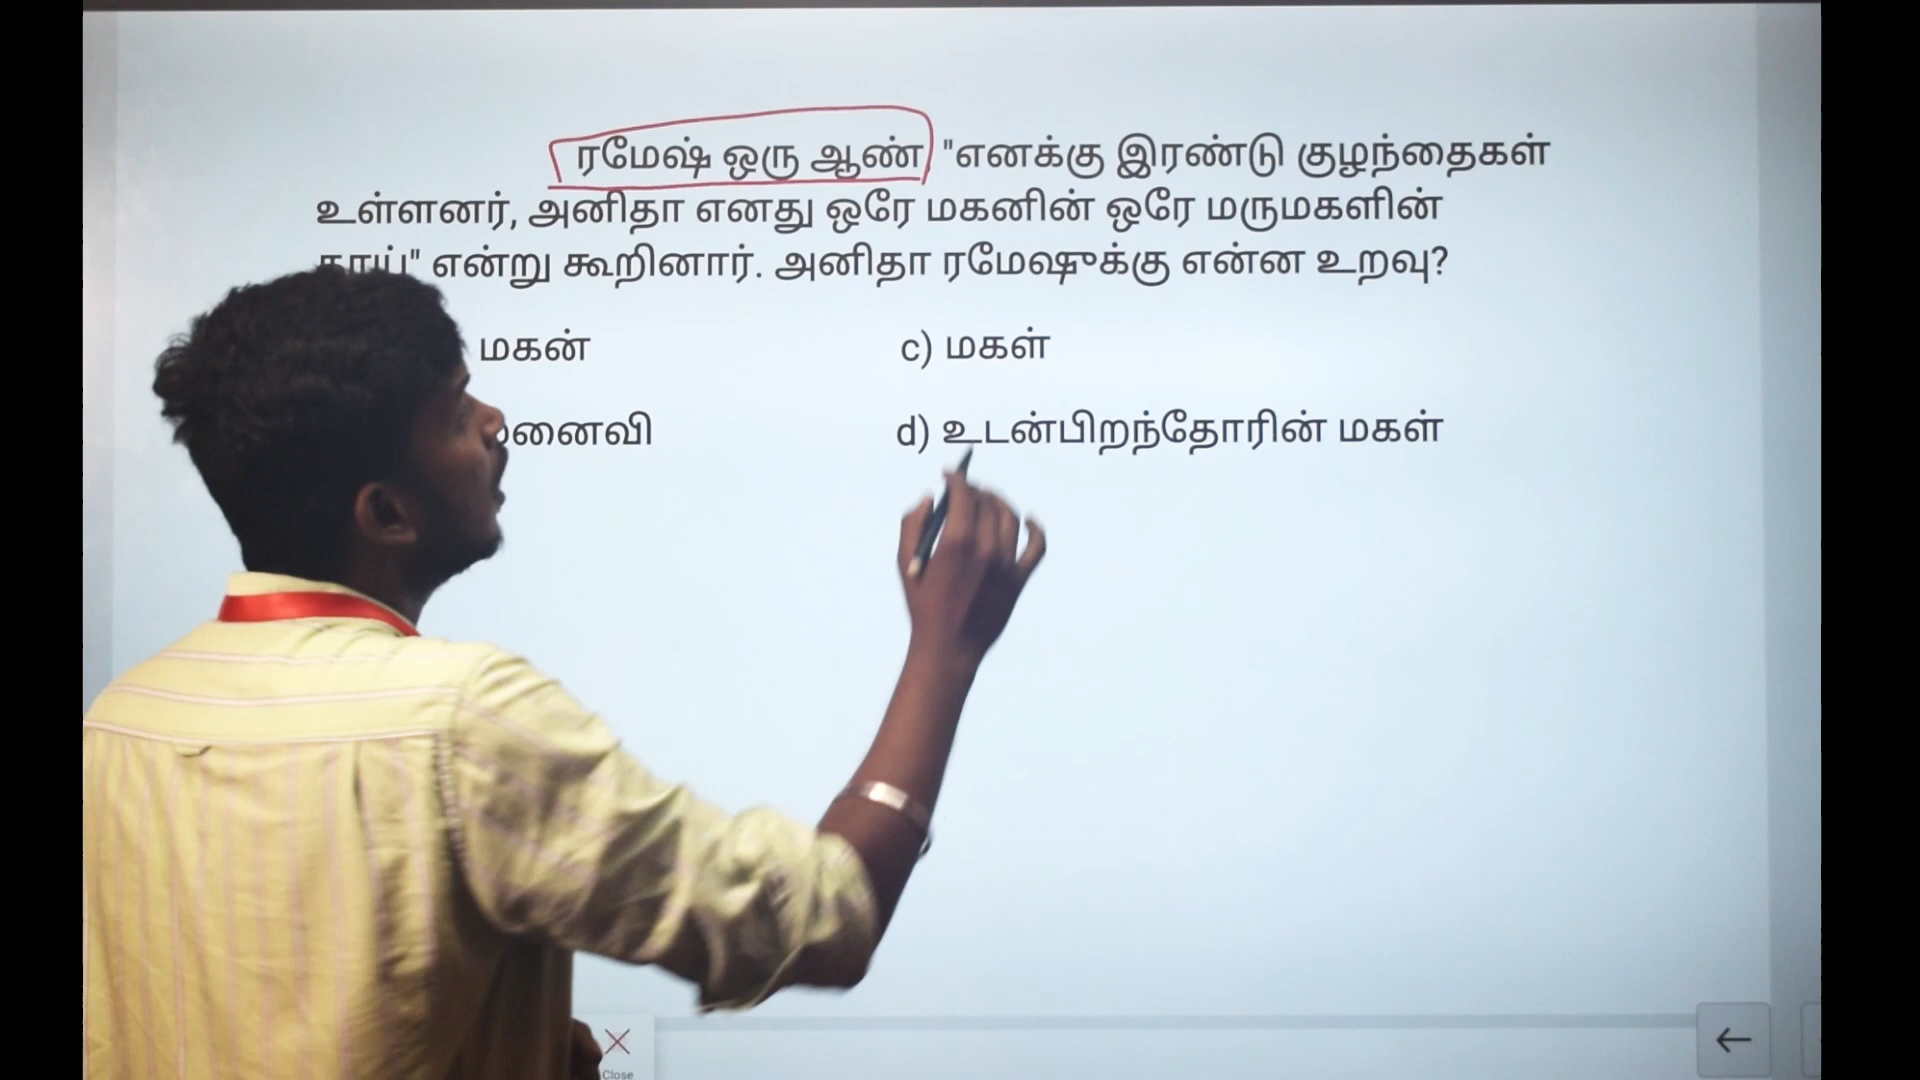 ரமேஷ் ஒரு ஆண் "எனக்கு இரண்டு குழந்தைகள்
உள்ளனர், அனிதா எனது ஒரே மகனின் ஒரே மருமகளின்
தாய்" என்று கூறினார். அனிதா ரமேஷுக்கு என்ன உறவு?
மகன்
c) மகள்
d) உடன்பிறந்தோரின் மகள்
Close